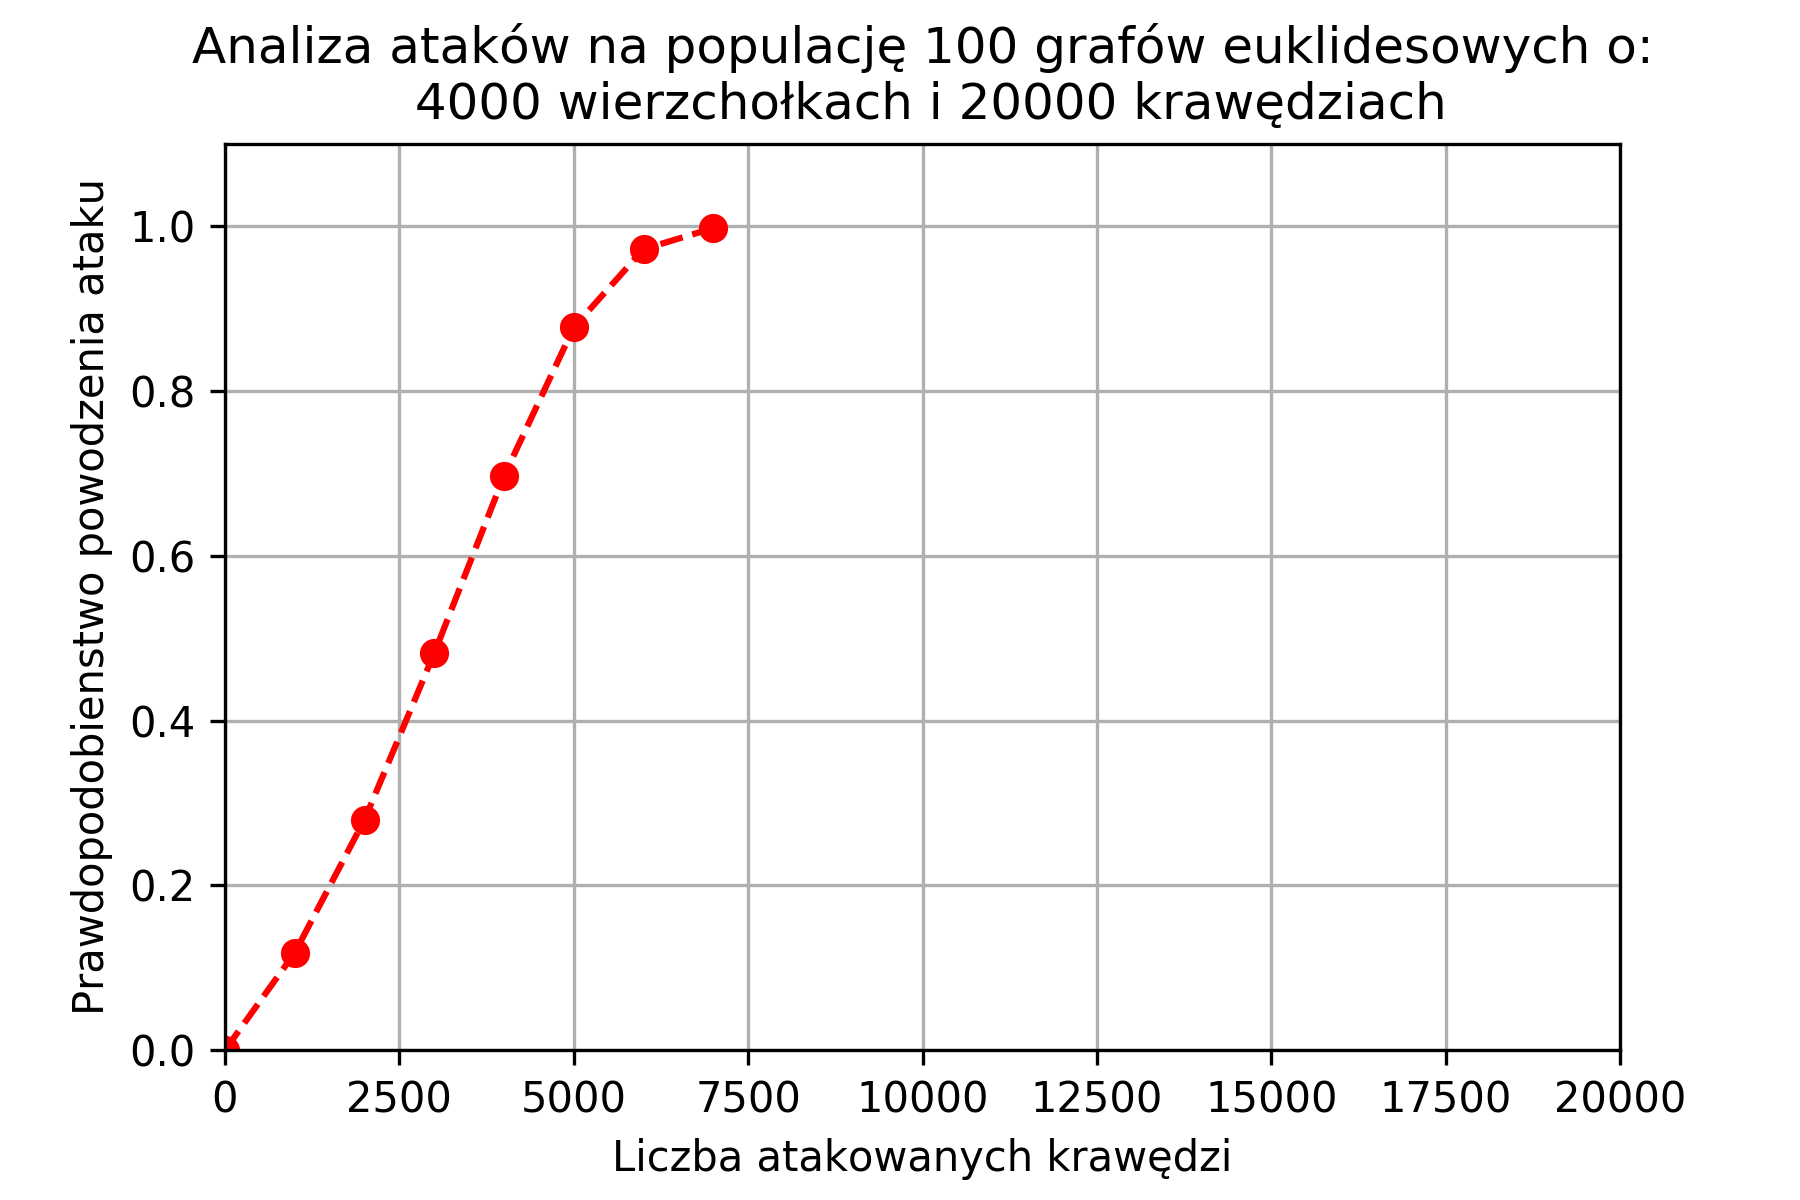 Analiza ataków na populację 100 grafów euklidesowych o:
4000 wierzchołkach i 20000 krawędziach
Prawdopodobienstwo powodzenia ataku
1.0
0.8
0.6
0.4
0.2
0.0
0 2500 5000 7500 10000 12500 15000 17500 20000
Liczba atakowanych krawędzi